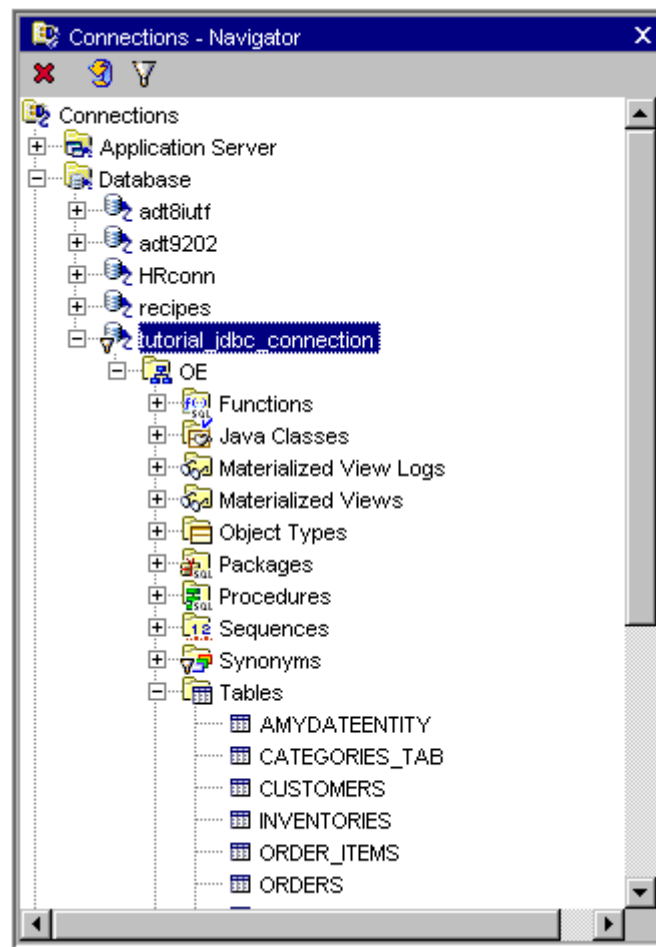 Connections - Navigator
Connections
Application Server
Database
adt8iutf
adt9202
HRconn
recipes
tutorial_jdbc_connection
OE
Functions
Java Classes
Materialized View Logs
Materialized Views
Object Types
Packages
Procedures
Sequences
Synonyms
Tables
AMYDATEENTITY
CATEGORIES_TAB
CUSTOMERS
INVENTORIES
ORDER_ITEMS
ORDERS